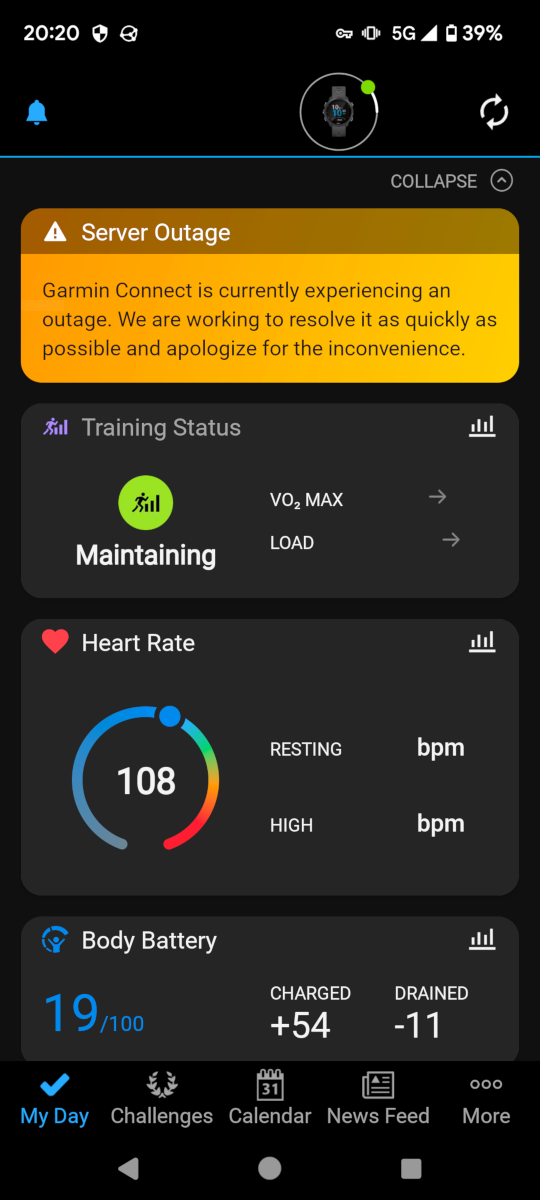 20:20
5G 39%
COLLAPSE
Server Outage
Garmin Connect is currently experiencing an
outage. We are working to resolve it as quickly as
possible and apologize for the inconvenience.
Training Status
Maintaining
VO₂ MAX
LOAD
Heart Rate
108
RESTING bpm
HIGH bpm
Body Battery
19/100
CHARGED
+54
DRAINED
-11
31
My Day Challenges Calendar News Feed More